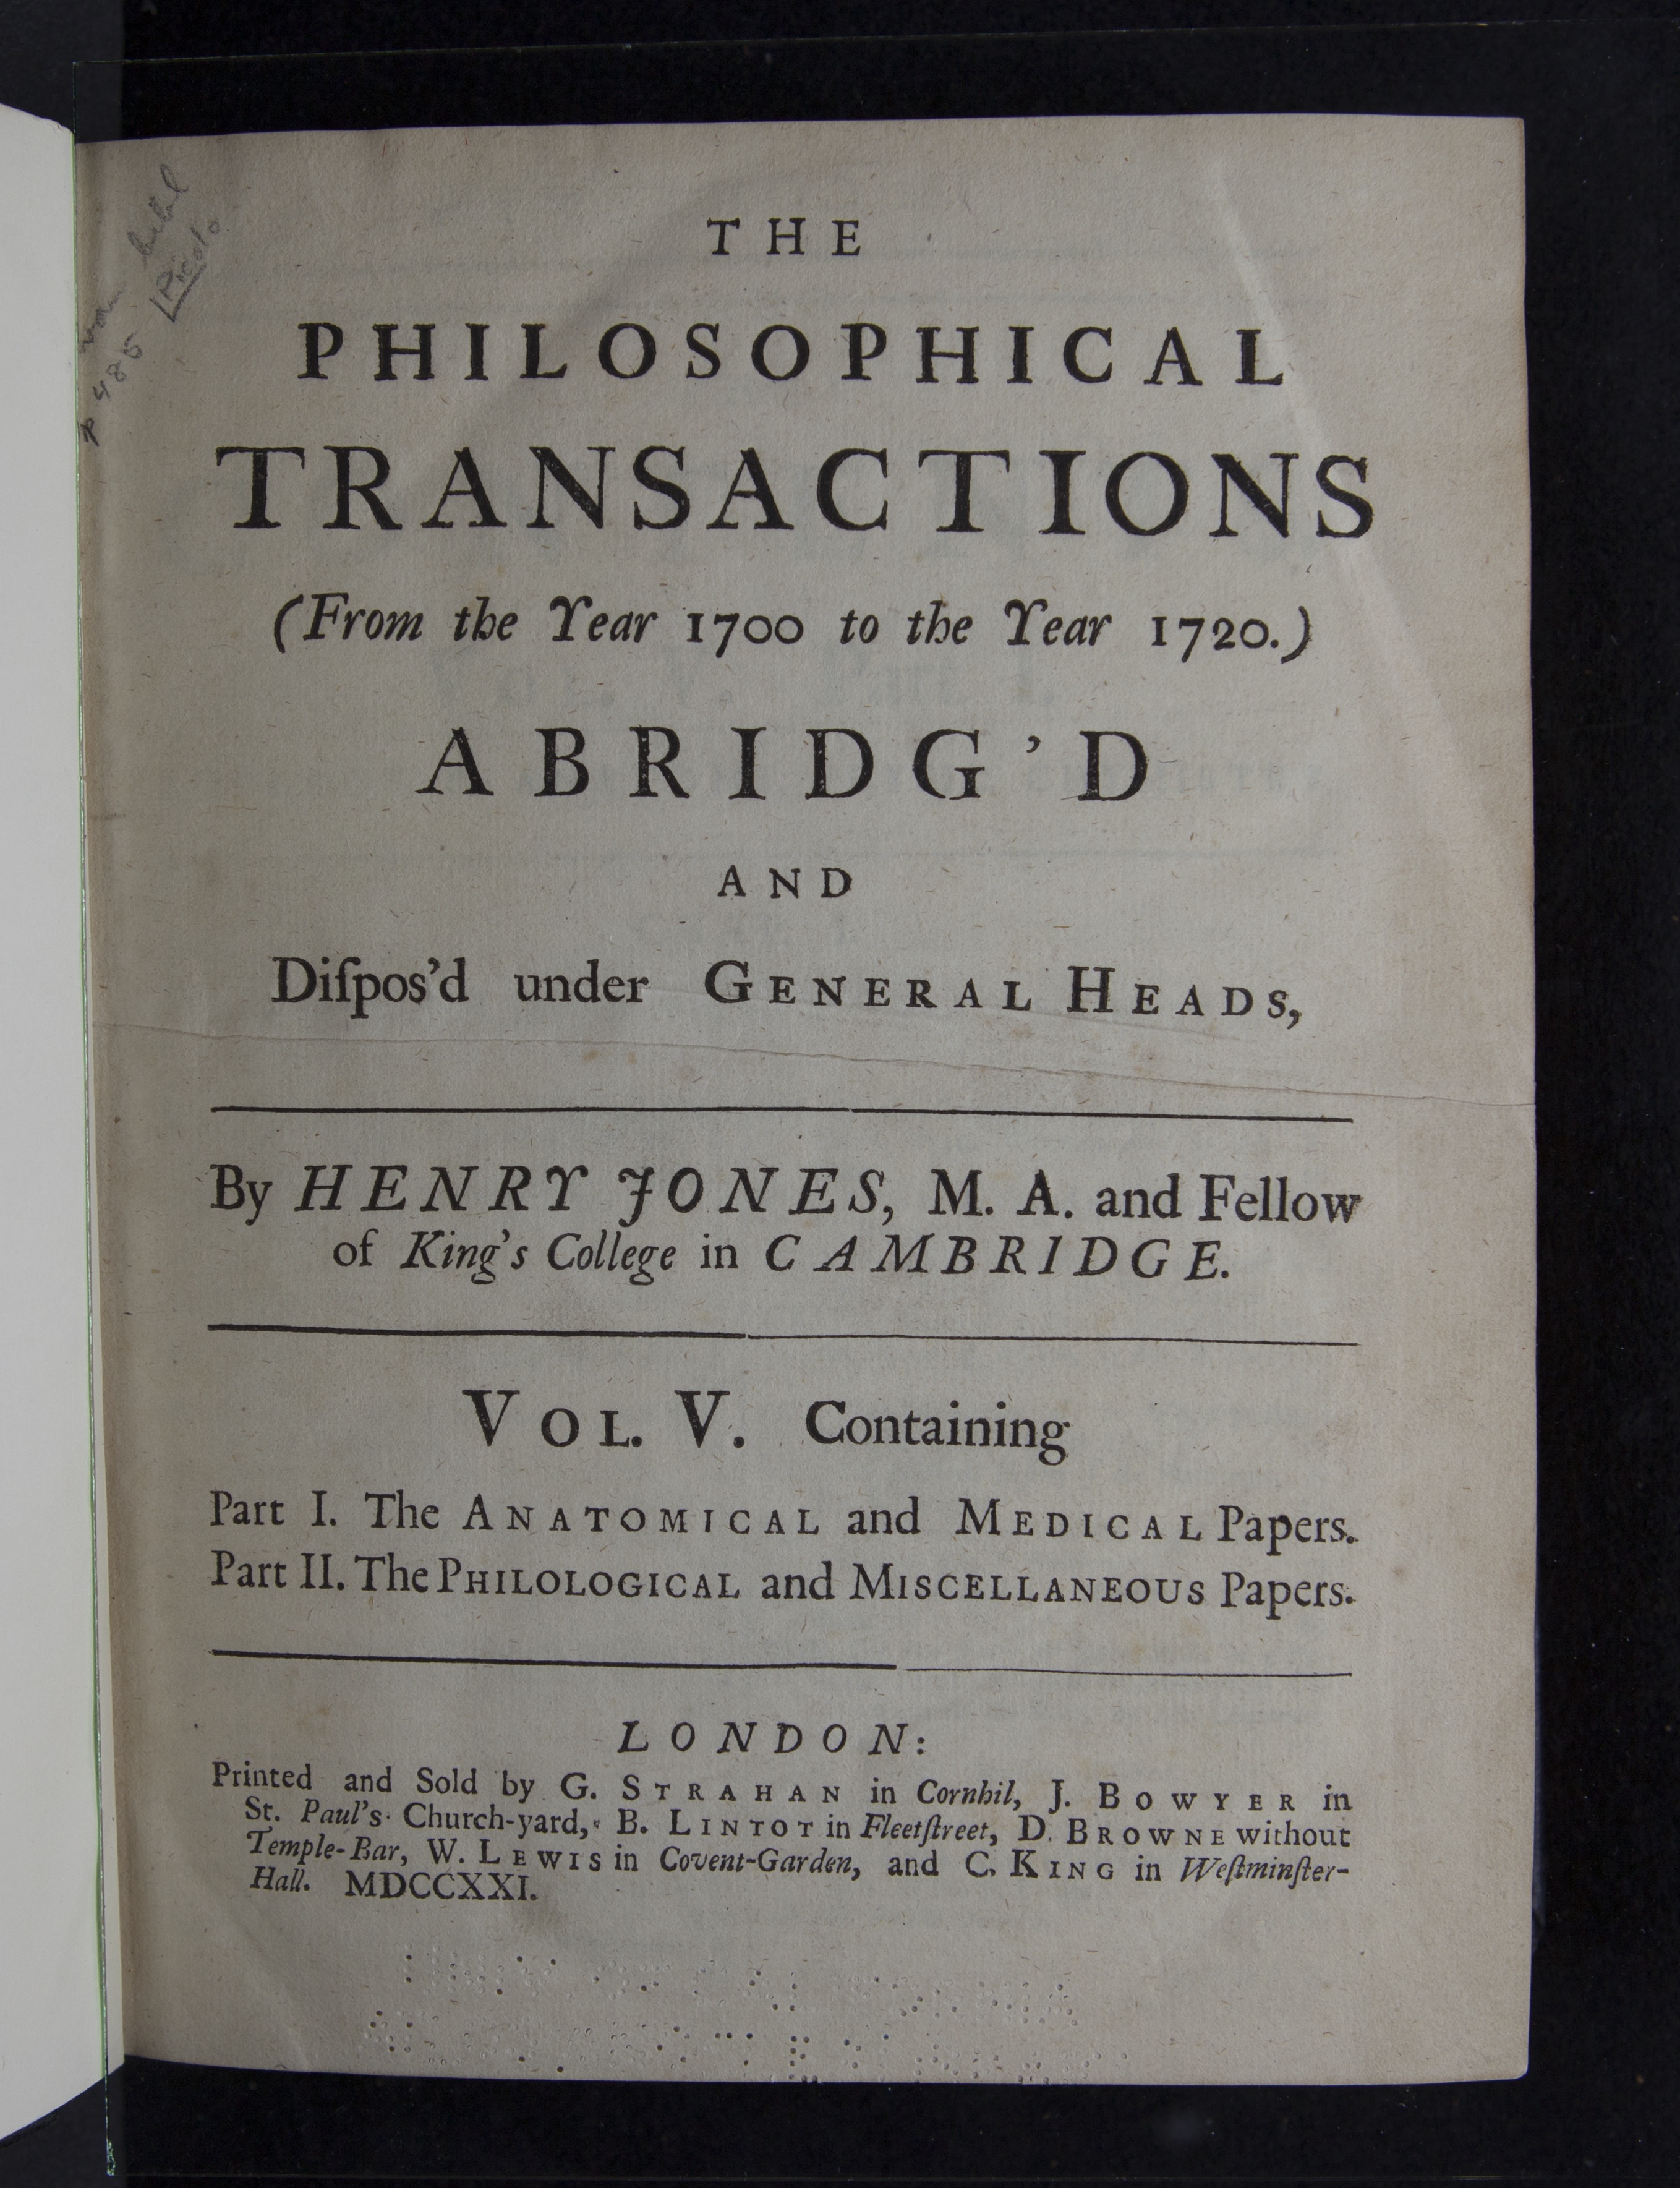 THE
PHILOSOPHICAL
TRANSACTIONS
(From the Year 1700 to the Year 1720.)
ABRIDG'D
AND
Diſpos'd under GENERAL HEADS,
By HENRY JONES, M. A. and Fellow
of King's College in CAMBRIDGE.
VOL. V. Containing
Part I. The ANATOMICAL and MEDICAL Papers.
Part II. The PHILOLOGICAL and MISCELLANEOUS Papers.
LONDON:
Printed and Sold by G. STRAHAN in Cornhil, J. BOWYER in
St. Paul's Church-yard, B. LINTOT in Fleetſtreet, D. BROWNE without
Temple-Bar, W. LEWIS in Covent-Garden, and C. KING in Weſtminſter-
Hall. MDCCXXI.